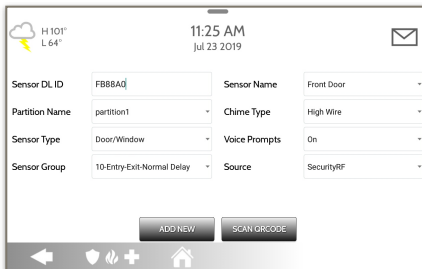 H 101°
L 64°
11:25 AM
Jul 23 2019
Sensor DL ID FB88A0 Sensor Name Front Door
Partition Name partition1 Chime Type High Wire
Sensor Type Door/Window Voice Prompts On
Sensor Group 10-Entry-Exit-Normal Delay Source SecurityRF
ADD NEW SCAN QRCODE